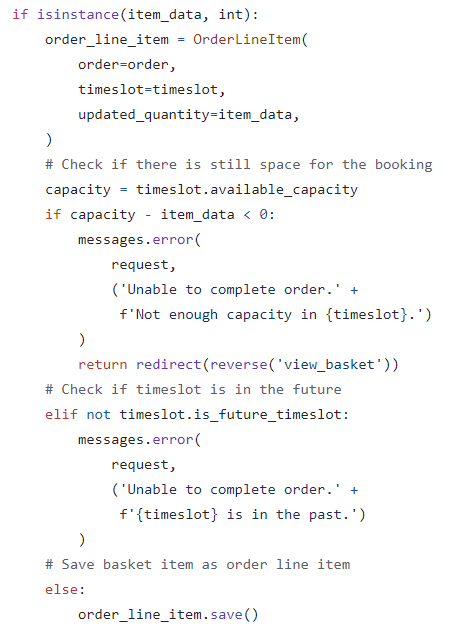 if isinstance(item_data, int):
    order_line_item = OrderLineItem(
        order=order,
        timeslot=timeslot,
        updated_quantity=item_data,
    )
    # Check if there is still space for the booking
    capacity = timeslot.available_capacity
    if capacity - item_data < 0:
        messages.error(
            request,
            ('Unable to complete order.' +
             f'Not enough capacity in {timeslot}.')
        )
        return redirect(reverse('view_basket'))
    # Check if timeslot is in the future
    elif not timeslot.is_future_timeslot:
        messages.error(
            request,
            ('Unable to complete order.' +
             f'{timeslot} is in the past.')
        )
    # Save basket item as order line item
    else:
        order_line_item.save()